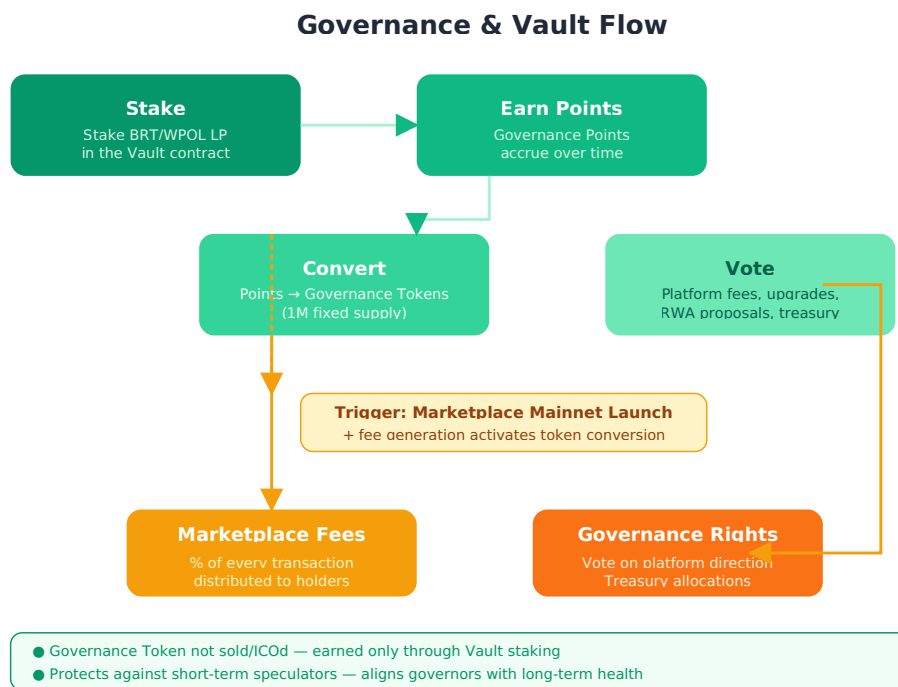 Governance & Vault Flow
Stake
Stake BRT/WPOL LP
in the Vault contract
Earn Points
Governance Points
accrue over time
Convert
Points → Governance Tokens
(1M fixed supply)
Vote
Platform fees, upgrades,
RWA proposals, treasury
Trigger: Marketplace Mainnet Launch
+ fee generation activates token conversion
Marketplace Fees
% of every transaction
distributed to holders
Governance Rights
Vote on platform direction
Treasury allocations
● Governance Token not sold/ICOd — earned only through Vault staking
● Protects against short-term speculators — aligns governors with long-term health